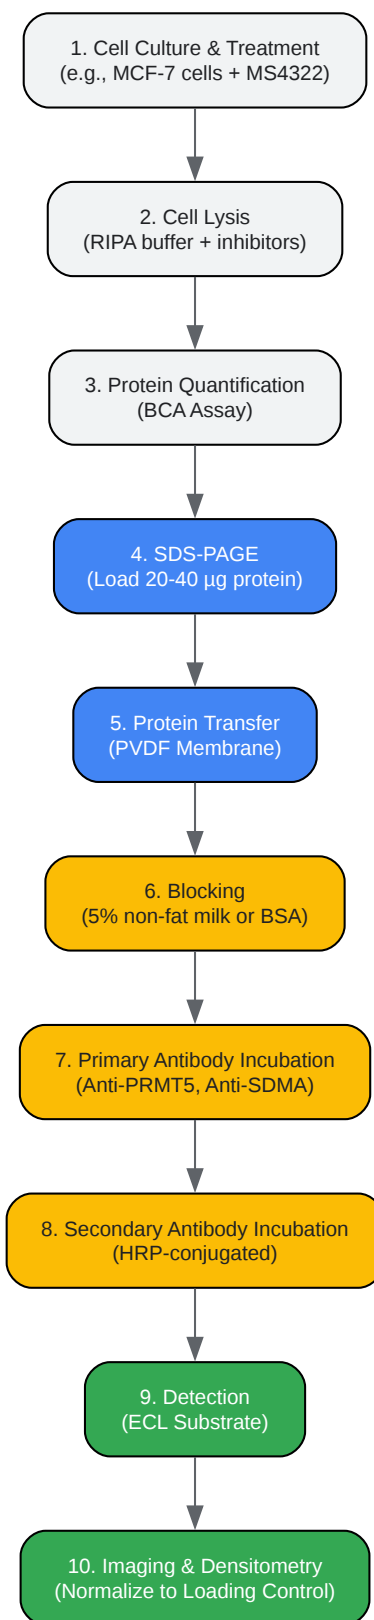 1. Cell Culture & Treatment
(e.g., MCF-7 cells + MS4322)
2. Cell Lysis
(RIPA buffer + inhibitors)
3. Protein Quantification
(BCA Assay)
4. SDS-PAGE
(Load 20-40 µg protein)
5. Protein Transfer
(PVDF Membrane)
6. Blocking
(5% non-fat milk or BSA)
7. Primary Antibody Incubation
(Anti-PRMT5, Anti-SDMA)
8. Secondary Antibody Incubation
(HRP-conjugated)
9. Detection
(ECL Substrate)
10. Imaging & Densitometry
(Normalize to Loading Control)